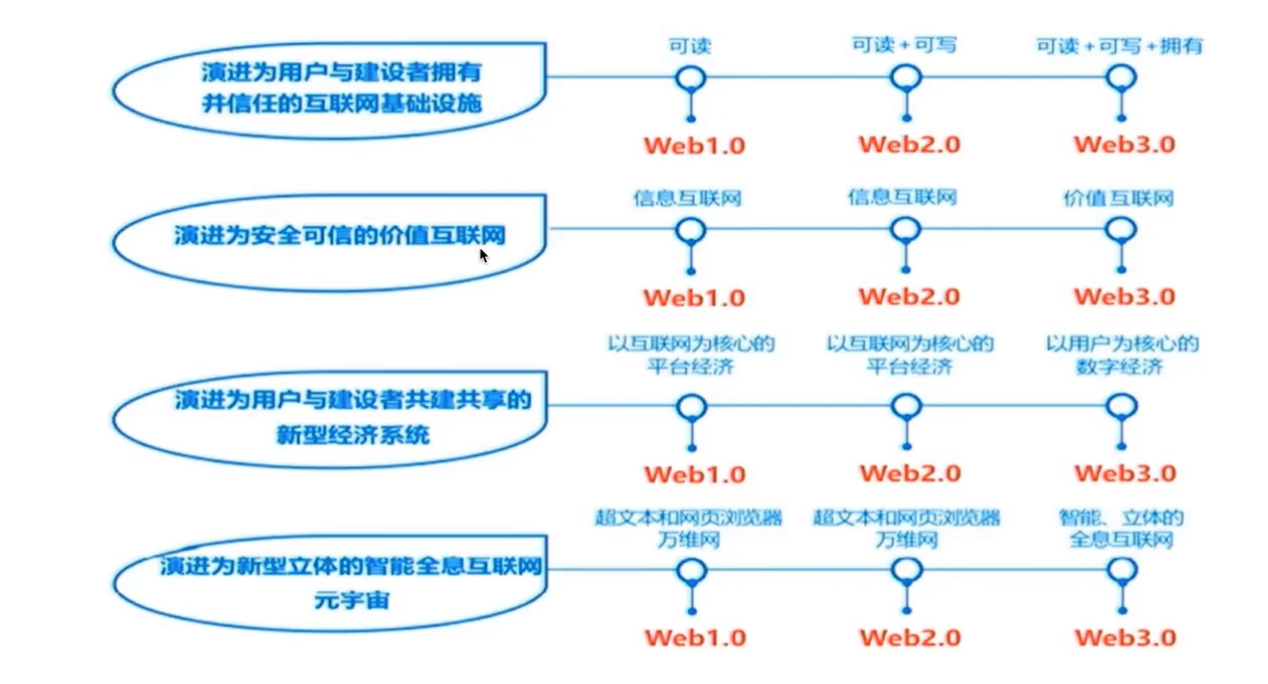 可读
可读+可写
可读+可写+拥有
演进为用户与建设者拥有
并信任的互联网基础设施
Web1.0
Web2.0
Web3.0
信息互联网
信息互联网
价值互联网
演进为安全可信的价值互联网
Web1.0
Web2.0
Web3.0
以互联网为核心的
平台经济
以互联网为核心的
平台经济
以用户为核心的
数字经济
演进为用户与建设者共建共享的
新型经济系统
Web1.0
Web2.0
Web3.0
超文本和网页浏览器
万维网
超文本和网页浏览器
万维网
智能、立体的
全息互联网
演进为新型立体的智能全息互联网
元宇宙
Web1.0
Web2.0
Web3.0